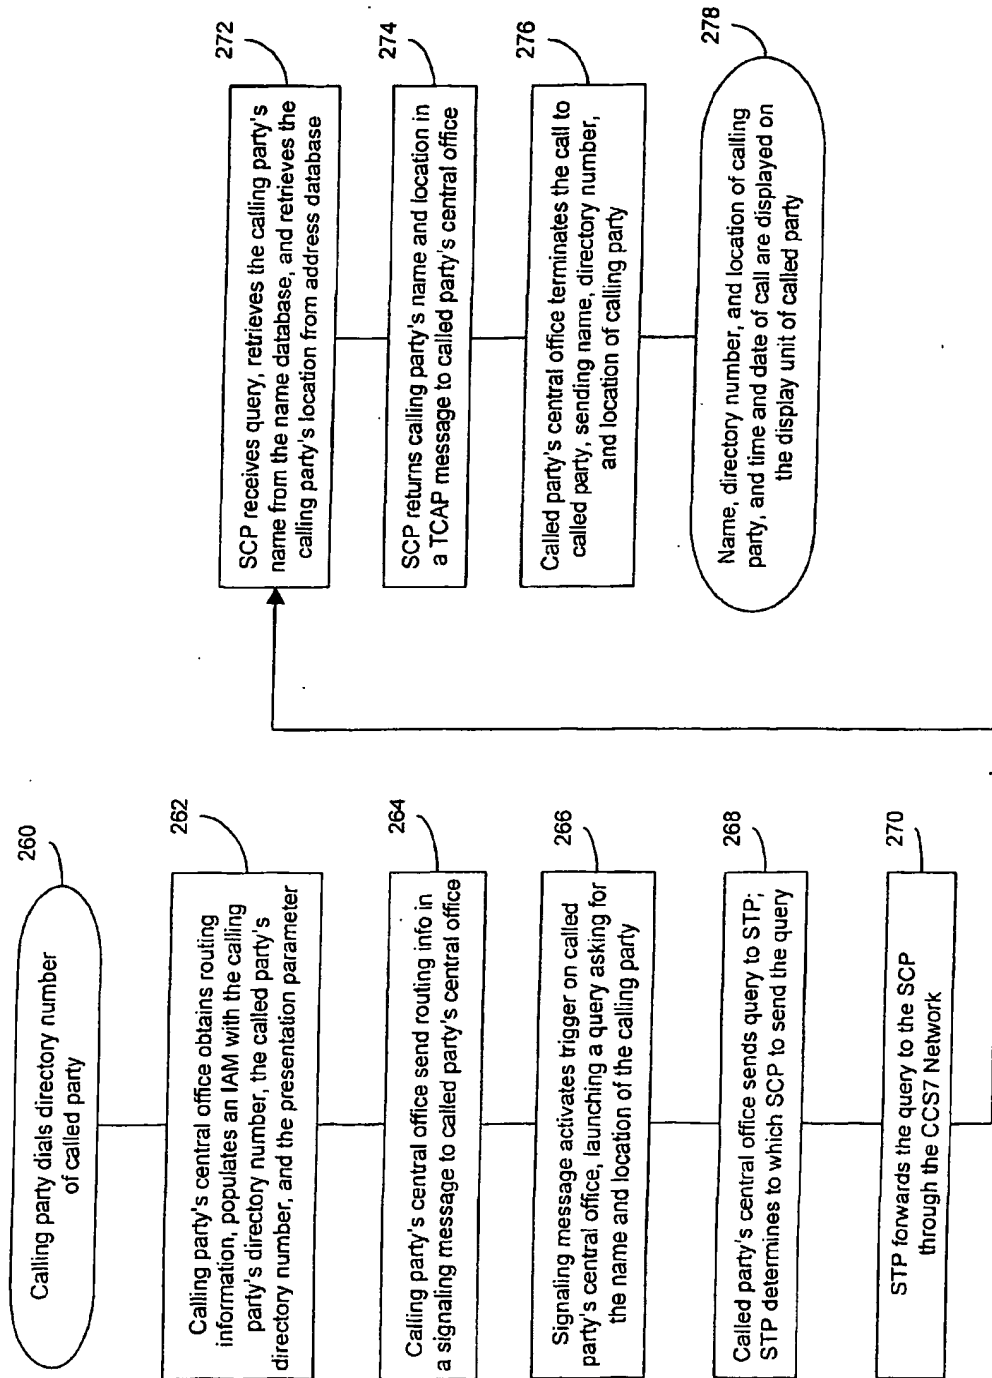 260
Calling party dials directory number
of called party
262
Calling party's central office obtains routing
information, populates an IAM with the calling
party's directory number, the called party's
directory number, and the presentation parameter
264
Calling party's central office send routing info in
a signaling message to called party's central office
266
Signaling message activates trigger on called
party's central office, launching a query asking for
the name and location of the calling party
268
Called party's central office sends query to STP;
STP determines to which SCP to send the query
270
STP forwards the query to the SCP
through the CCS7 Network
272
SCP receives query, retrieves the calling party's
name from the name database, and retrieves the
calling party's location from address database
274
SCP returns calling party's name and location in
a TCAP message to called party's central office
276
Called party's central office terminates the call to
called party, sending name, directory number,
and location of calling party
278
Name, directory number, and location of calling
party, and time and date of call are displayed on
the display unit of called party